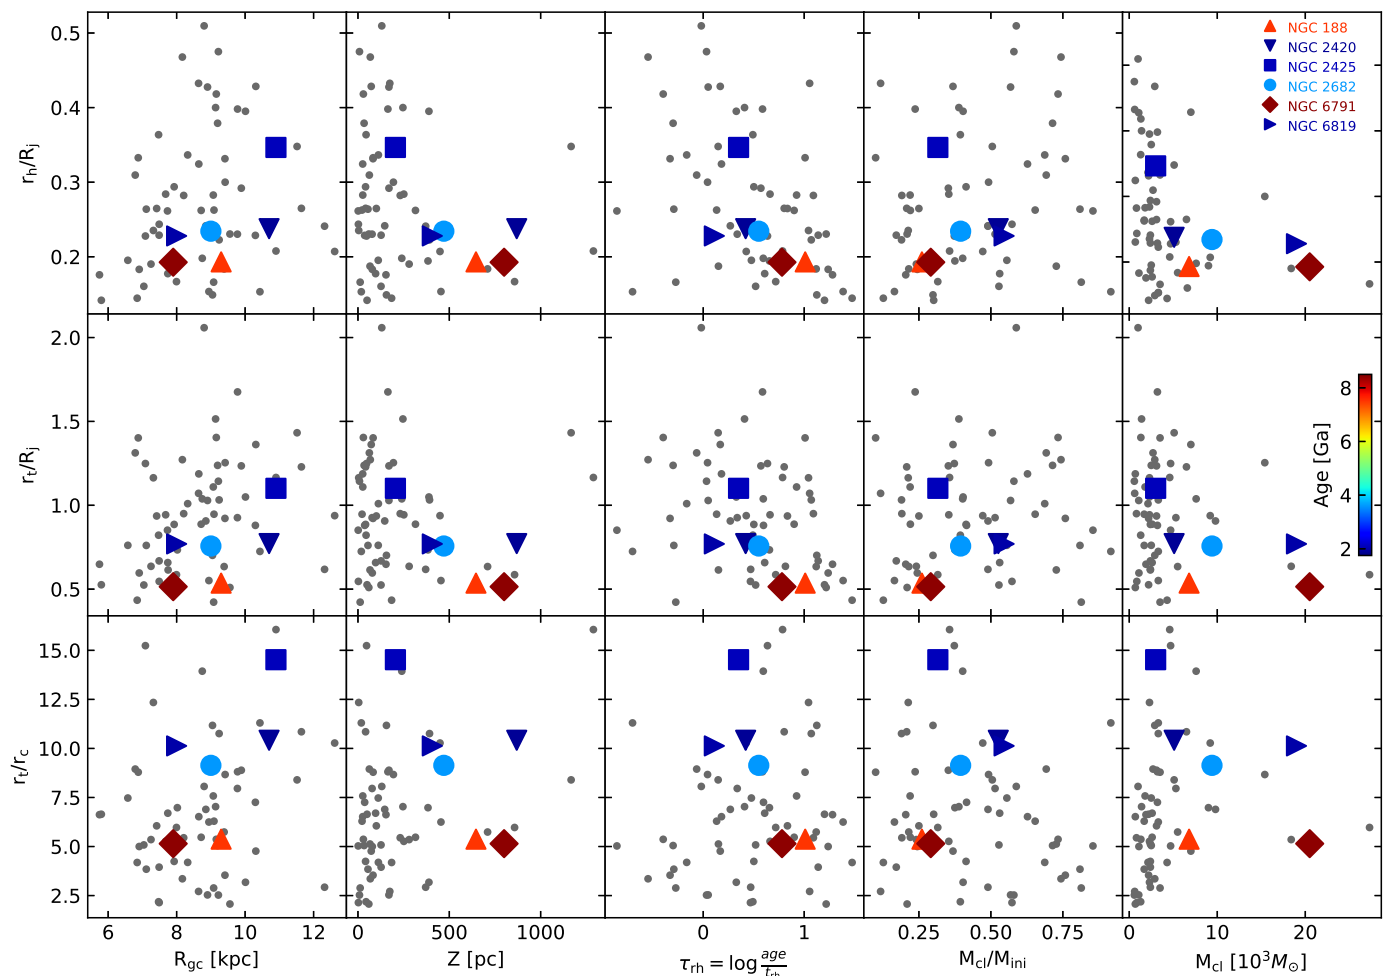 0.5
0.4
0.3
0.2
r_h/R_j
NGC 188
NGC 2420
NGC 2425
NGC 2682
NGC 6791
NGC 6819
2.0
1.5
1.0
0.5
r_t/R_j
8
6
4
2
Age [Ga]
15.0
12.5
10.0
7.5
5.0
2.5
r_t/r_c
6 8 10 12
0 500 1000
0 1
0.25 0.50 0.75
0 10 20
R_gc [kpc]
Z [pc]
τ_rh = log age/t_rh
M_cl/M_ini
M_cl [10³M_⊙]